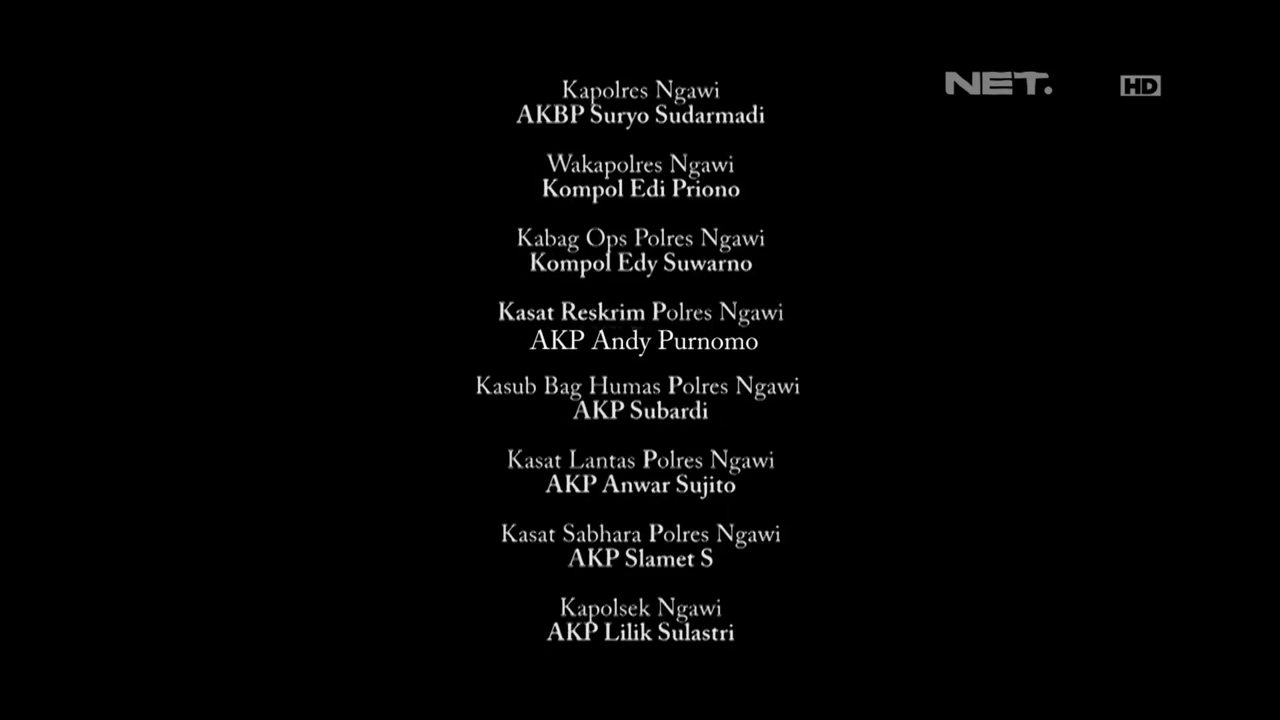 Kapolres Ngawi
AKBP Suryo Sudarmadi
Wakapolres Ngawi
Kompol Edi Priono
Kabag Ops Polres Ngawi
Kompol Edy Suwarno
Kasat Reskrim Polres Ngawi
AKP Andy Purnomo
Kasub Bag Humas Polres Ngawi
AKP Subardi
Kasat Lantas Polres Ngawi
AKP Anwar Sujito
Kasat Sabhara Polres Ngawi
AKP Slamet S
Kapolsek Ngawi
AKP Lilik Sulastri
NET.
HD